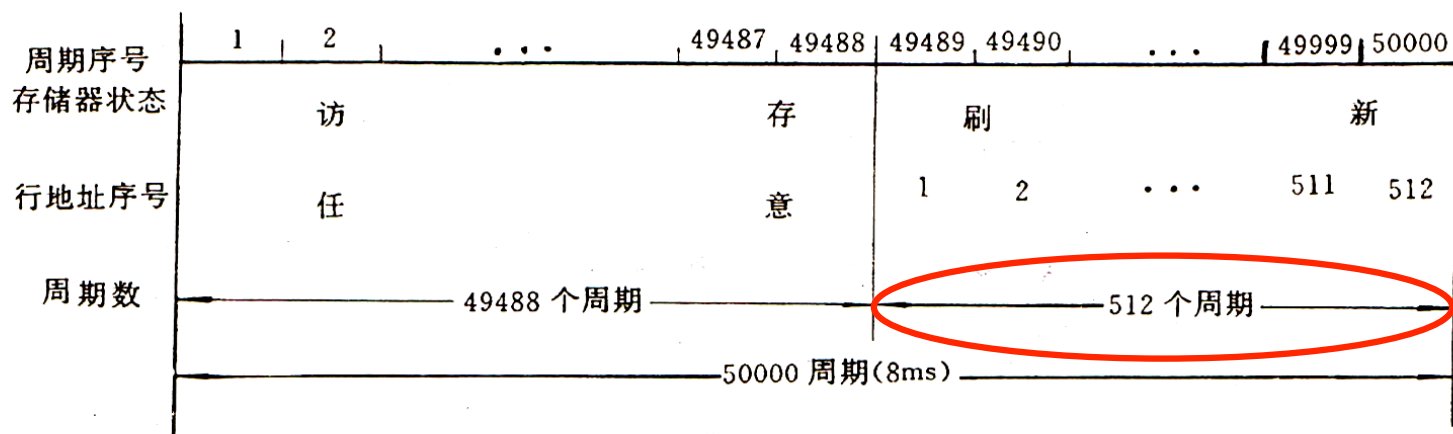 1 2 ... 49487 49488 49489 49490 ... 49999 50000
周期序号
存储器状态 访 存 刷 新
行地址序号 任 意 1 2 ... 511 512
周期数 49488 个周期 512 个周期
50000 周期(8ms)